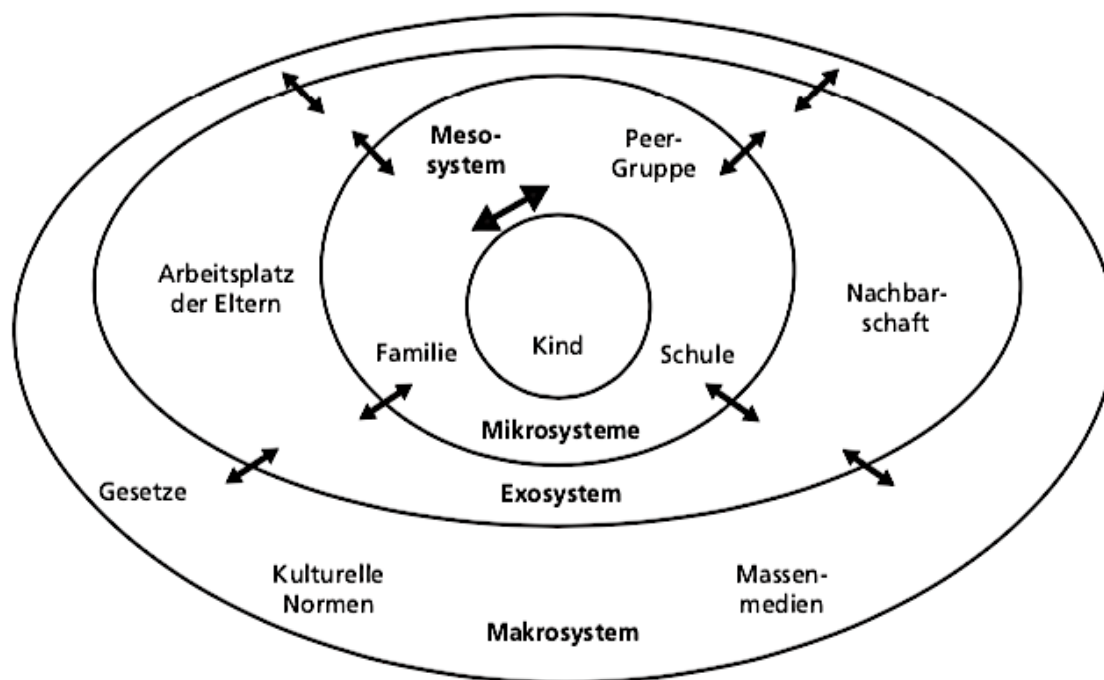 Meso-
system
Peer-
Gruppe
Arbeitsplatz
der Eltern
Nachbar-
schaft
Familie
Kind
Schule
Mikrosysteme
Gesetze
Exosystem
Kulturelle
Normen
Massen-
medien
Makrosystem